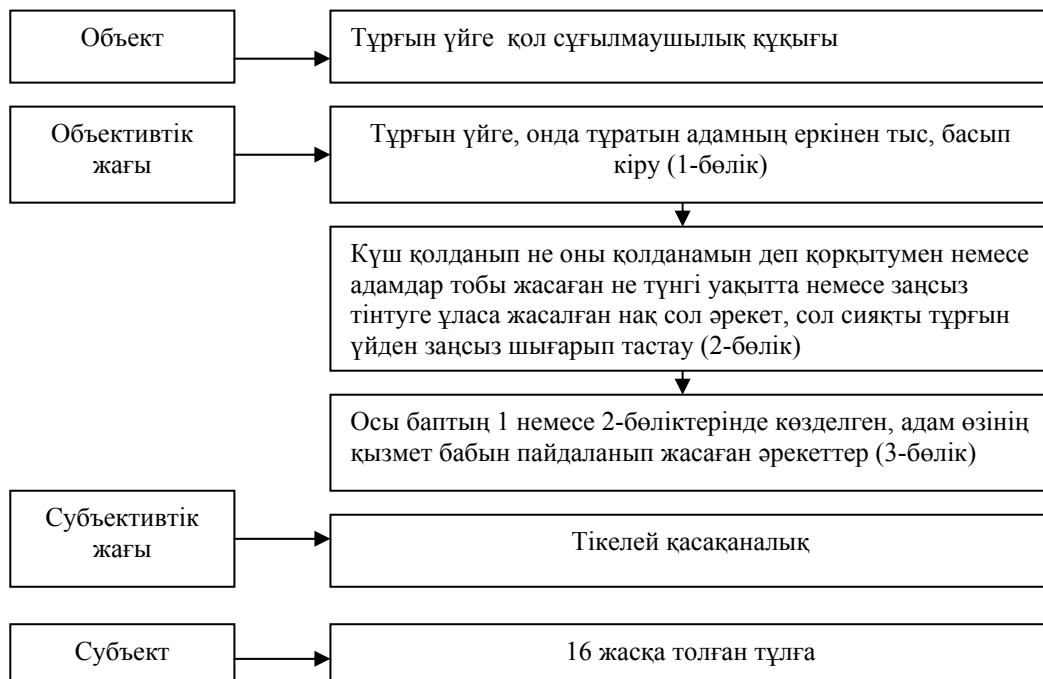 Объект
Тұрғын үйге қол сұғылмаушылық құқығы
Объективтік
жағы
Тұрғын үйге, онда тұратын адамның еркінен тыс, басып
кіру (1-бөлік)
Күш қолданып не оны қолданамын деп қорқытумен немесе
адамдар тобы жасаған не түнгі уақытта немесе заңсыз
тінтуге ұласа жасалған нақ сол әрекет, сол сияқты тұрғын
үйден заңсыз шығарып тастау (2-бөлік)
Осы баптың 1 немесе 2-бөліктерінде көзделген, адам өзінің
қызмет бабын пайдаланып жасаған әрекеттер (3-бөлік)
Субъективтік
жағы
Тікелей қасақаналық
Субъект
16 жасқа толған тұлға